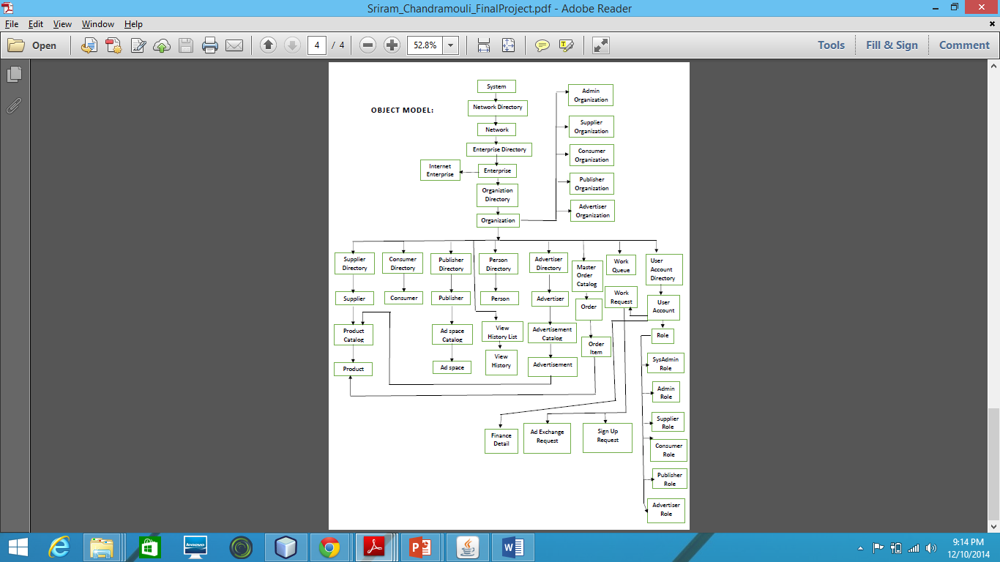 Sriram_Chandramouli_FinalProject.pdf - Adobe Reader
File Edit View Window Help
Open 4 / 4 52.8% Tools Fill & Sign Comment
OBJECT MODEL:
System
Network Directory
Network
Enterprise Directory
Internet
Enterprise
Enterprise
Organiztion
Directory
Organization
Admin
Organization
Supplier
Organization
Consumer
Organization
Publisher
Organization
Advertiser
Organization
Supplier
Directory
Consumer
Directory
Publisher
Directory
Person
Directory
Advertiser
Directory
Master
Order
Catalog
Work
Queue
User
Account
Directory
Supplier
Consumer
Publisher
Person
Advertiser
Order
Work
Request
User
Account
Product
Catalog
Ad space
Catalog
View
History List
Advertisement
Catalog
Order
Item
Role
Product
Ad space
View
History
Advertisement
SysAdmin
Role
Admin
Role
Supplier
Role
Consumer
Role
Publisher
Role
Advertiser
Role
Finance
Detail
Ad Exchange
Request
Sign Up
Request
lenovo
9:14 PM
12/10/2014